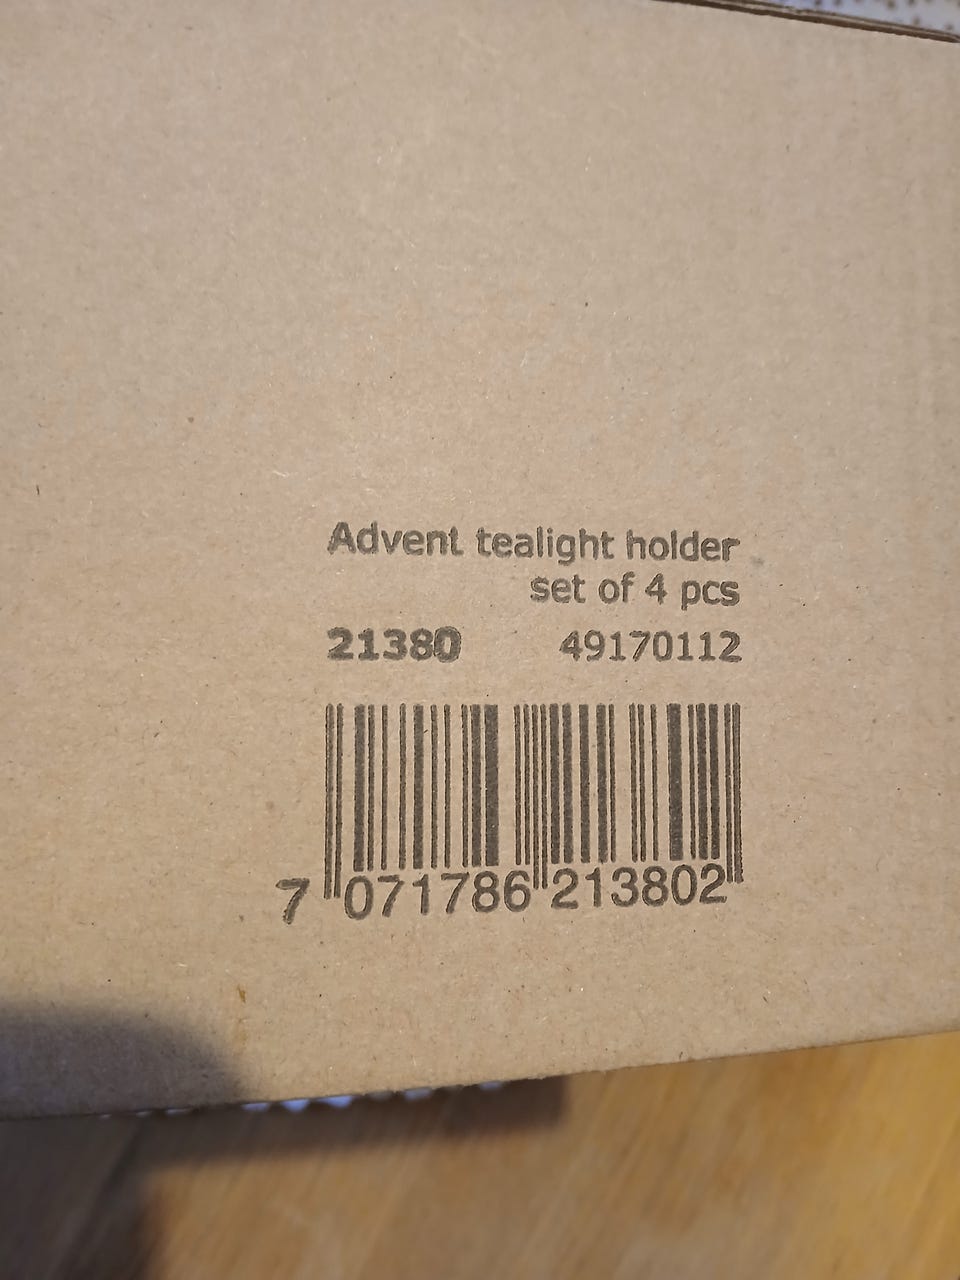 Advent tealight holder
set of 4 pcs
21380 49170112
7 071786 213802